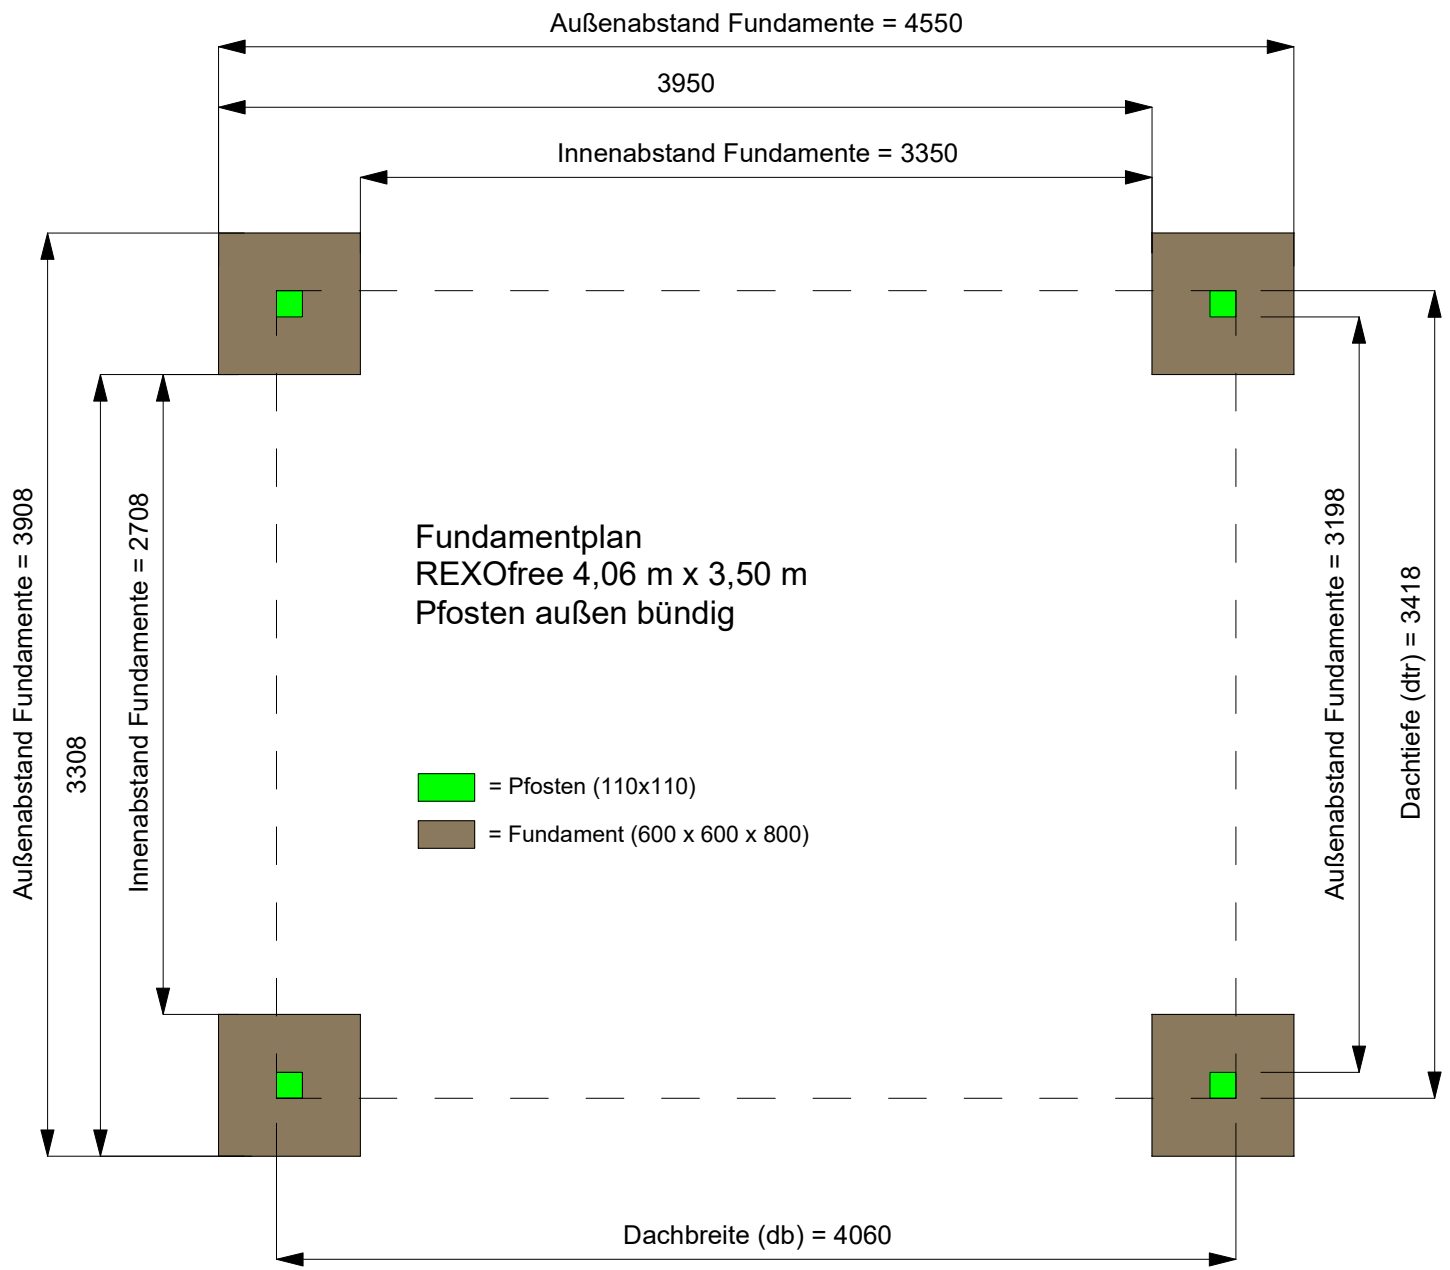 Außenabstand Fundamente = 4550
3950
Innenabstand Fundamente = 3350
Außenabstand Fundamente = 3908
3308
Innenabstand Fundamente = 2708
Fundamentplan
REXOfree 4,06 m x 3,50 m
Pfosten außen bündig
= Pfosten (110x110)
= Fundament (600 x 600 x 800)
Außenabstand Fundamente = 3198
Dachtiefe (dtr) = 3418
Dachbreite (db) = 4060